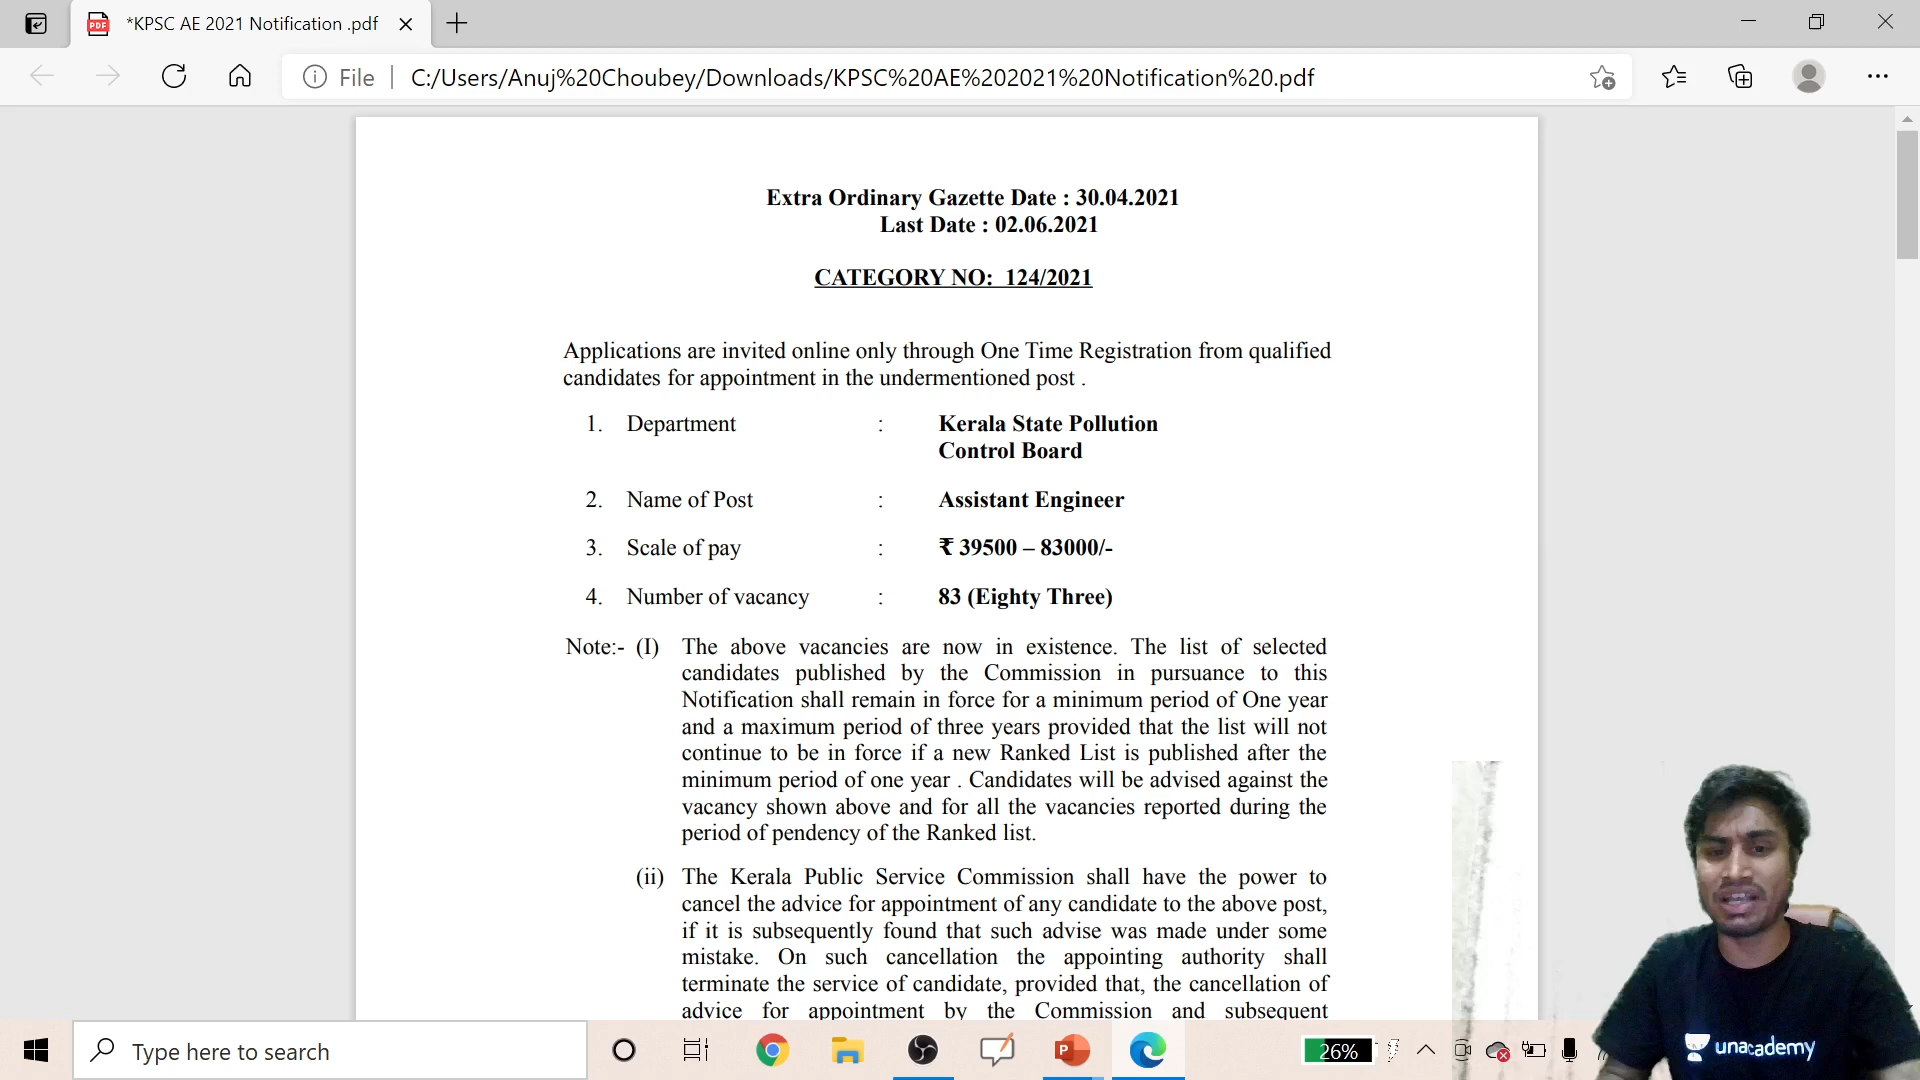 *KPSC AE 2021 Notification .pdf
File
C:/Users/Anuj%20Choubey/Downloads/KPSC%20AE%202021%20Notification%20.pdf
Extra Ordinary Gazette Date : 30.04.2021
Last Date : 02.06.2021
CATEGORY NO: 124/2021
Applications are invited online only through One Time Registration from qualified
candidates for appointment in the undermentioned post .
1. Department : Kerala State Pollution
Control Board
2. Name of Post : Assistant Engineer
3. Scale of pay : ₹ 39500 – 83000/-
4. Number of vacancy : 83 (Eighty Three)
Note:- (I) The above vacancies are now in existence. The list of selected
candidates published by the Commission in pursuance to this
Notification shall remain in force for a minimum period of One year
and a maximum period of three years provided that the list will not
continue to be in force if a new Ranked List is published after the
minimum period of one year . Candidates will be advised against the
vacancy shown above and for all the vacancies reported during the
period of pendency of the Ranked list.
(ii) The Kerala Public Service Commission shall have the power to
cancel the advice for appointment of any candidate to the above post,
if it is subsequently found that such advise was made under some
mistake. On such cancellation the appointing authority shall
terminate the service of candidate, provided that, the cancellation of
advice for appointment by the Commission and subsequent
Type here to search
26%
unacademy